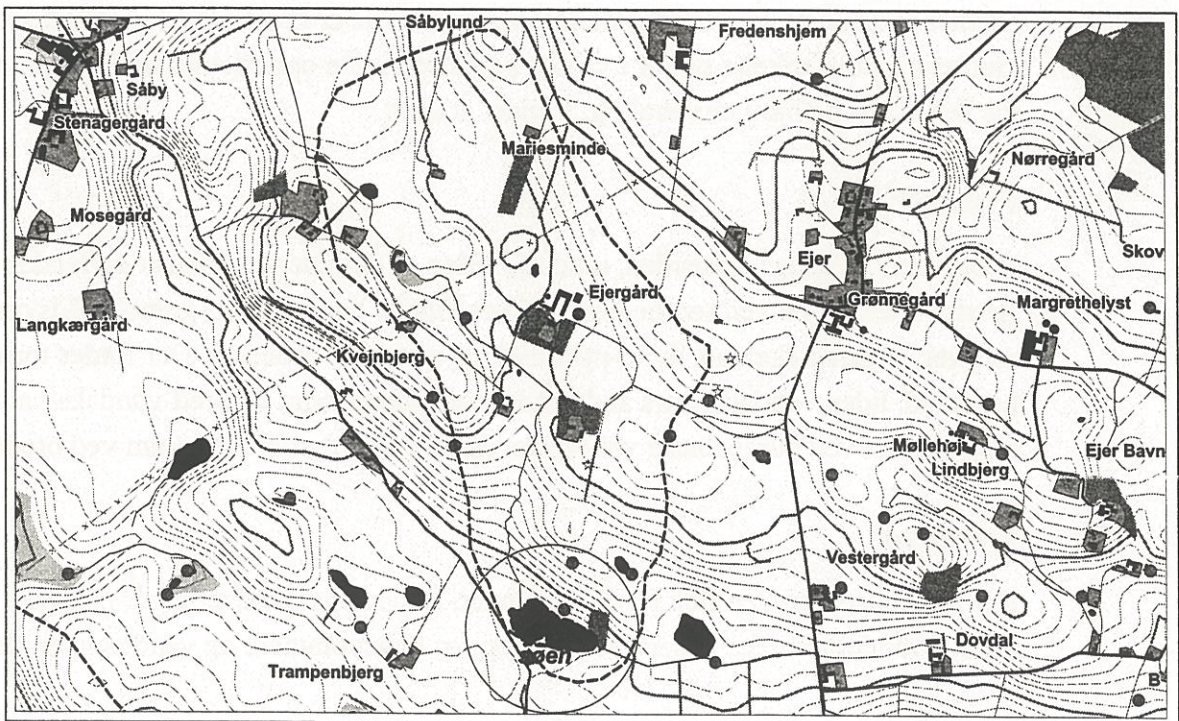 Såbylund
Fredenshjem
Såby
Stenagergård
Mariesminde
Nørregård
Mosegård
Skov
Ejer
Ejergård
Grønnegård
Margrethelyst
Langkærgård
Kvejnbjerg
Møllehøj
Lindbjerg
Ejer Bavn
Vestergård
Dovdal
øen
Trampenbjerg
B